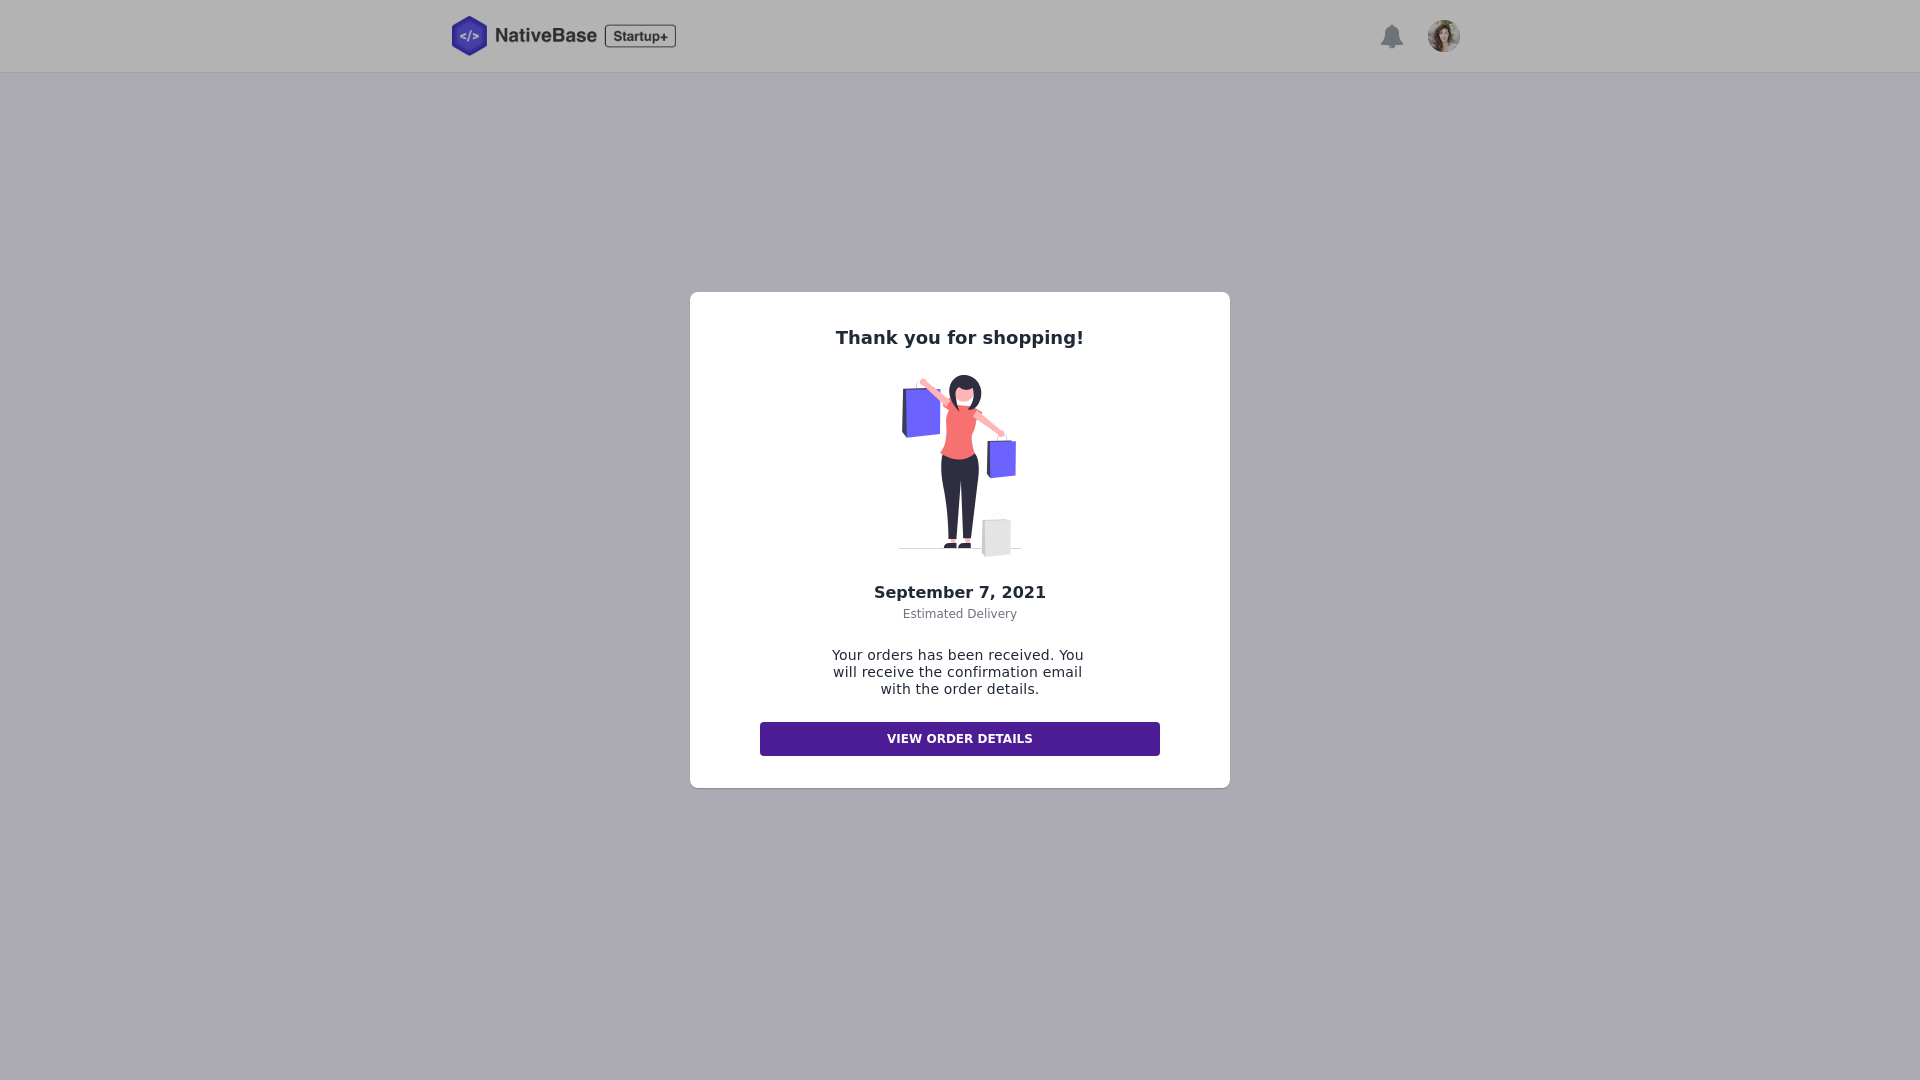 </> NativeBase Startup+
Thank you for shopping!
September 7, 2021
Estimated Delivery
Your orders has been received. You
will receive the confirmation email
with the order details.
VIEW ORDER DETAILS